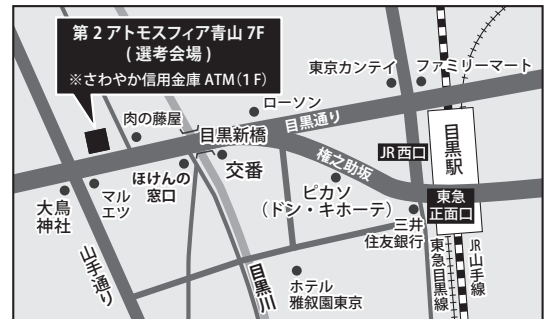 第2アトモスフィア青山 7F
(選考会場)
※さわやか信用金庫 ATM(1F)
東京カンテイ
ファミリーマート
ローソン
肉の藤屋
目黒通り
目黒新橋
目黒駅
JR西口
権之助坂
交番
ほけんの
窓口
ピカソ
(ドン・キホーテ)
東急
正面口
大鳥
神社
マル
エツ
三井
住友銀行
山手通り
目黒川
ホテル
雅叙園東京
東急目黒線
JR山手線